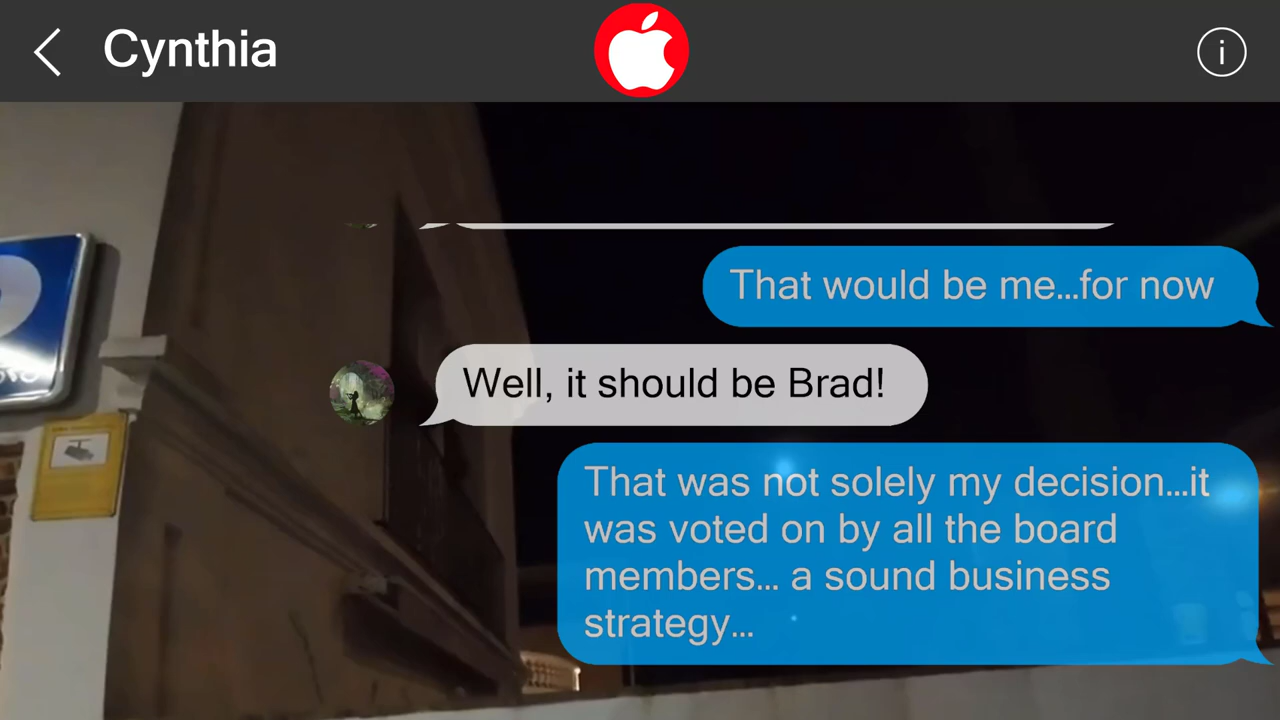 Cynthia
i
That would be me...for now
Well, it should be Brad!
That was not solely my decision...it
was voted on by all the board
members... a sound business
strategy...